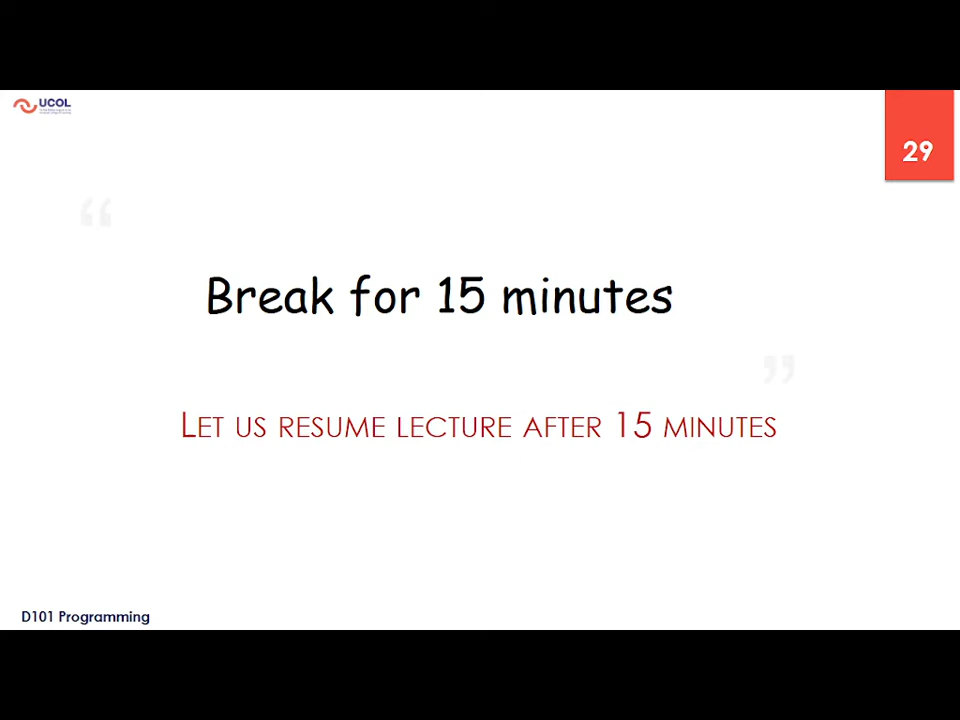 UCOL
29
“
Break for 15 minutes
”
LET US RESUME LECTURE AFTER 15 MINUTES
D101 Programming